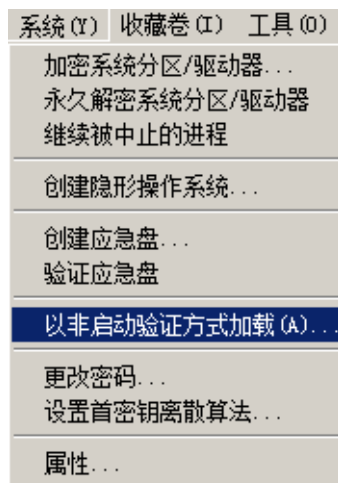 系统(Y) 收藏卷(I) 工具(O)
加密系统分区/驱动器...
永久解密系统分区/驱动器
继续被中止的进程
创建隐形操作系统...
创建应急盘...
验证应急盘
以非启动验证方式加载(A)...
更改密码...
设置首密钥离散算法...
属性...